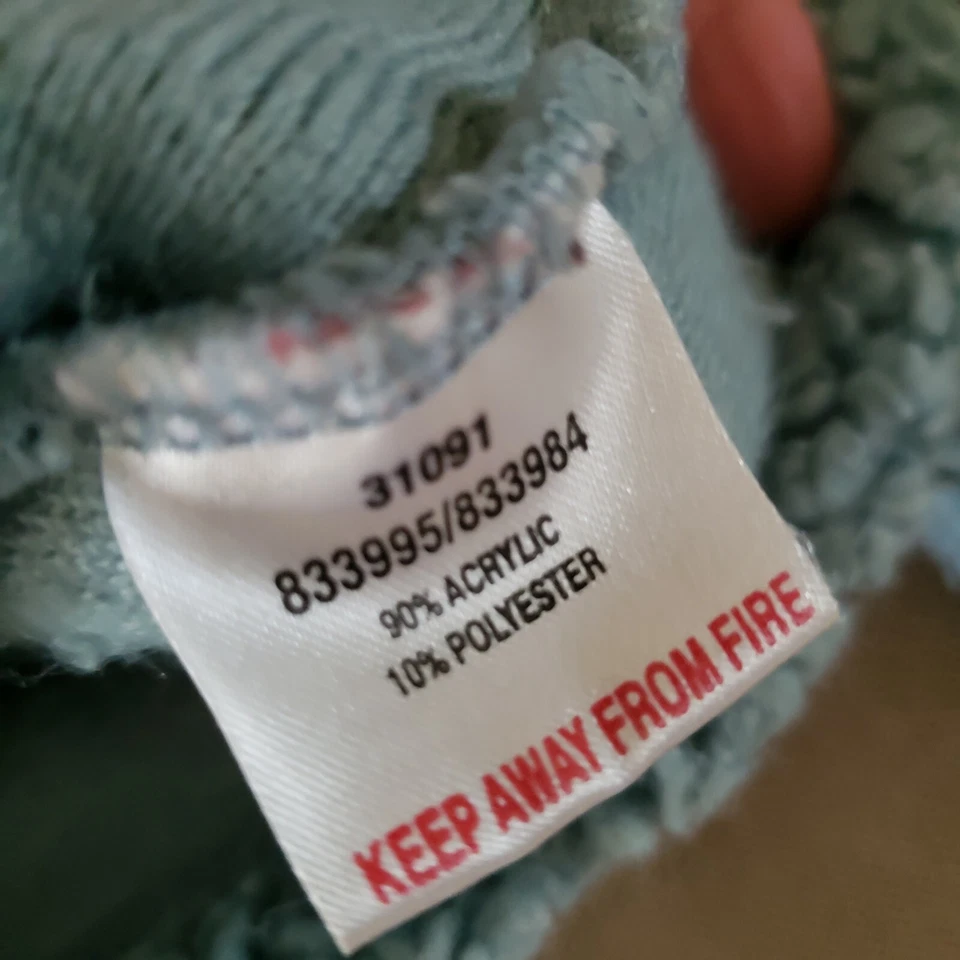 31091
833995/833984
90% ACRYLIC
10% POLYESTER
KEEP AWAY FROM FIRE